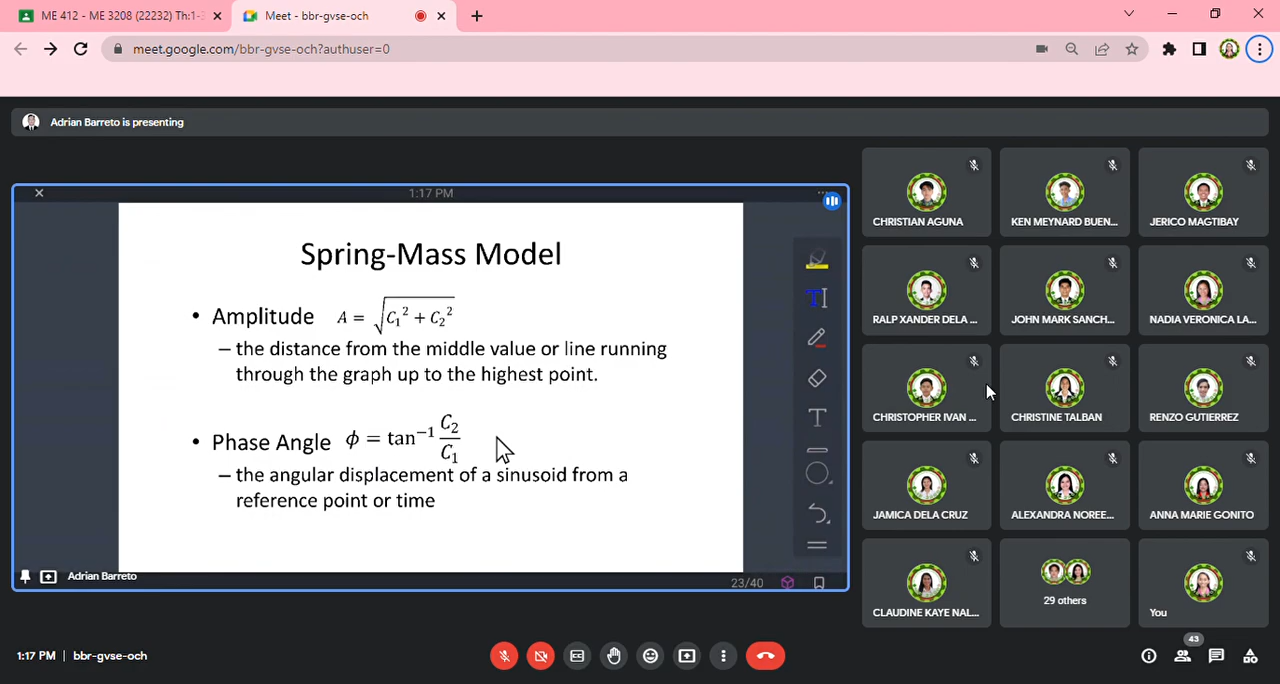 ME 412 - ME 3208 (22232) Th:1-
Meet - bbr-gvse-och
meet.google.com/bbr-gvse-och?authuser=0
Adrian Barreto is presenting
1:17 PM
Spring-Mass Model
• Amplitude A = √(C₁² + C₂²)
– the distance from the middle value or line running
through the graph up to the highest point.
• Phase Angle ϕ = tan⁻¹ C₂/C₁
– the angular displacement of a sinusoid from a
reference point or time
T
T
Adrian Barreto
23/40
CHRISTIAN AGUNA
KEN MEYNARD BUEN...
JERICO MAGTIBAY
RALP XANDER DELA ...
JOHN MARK SANCH...
NADIA VERONICA LA...
CHRISTOPHER IVAN ...
CHRISTINE TALBAN
RENZO GUTIERREZ
JAMICA DELA CRUZ
ALEXANDRA NOREE...
ANNA MARIE GONITO
CLAUDINE KAYE NAL...
29 others
You
1:17 PM | bbr-gvse-och
43